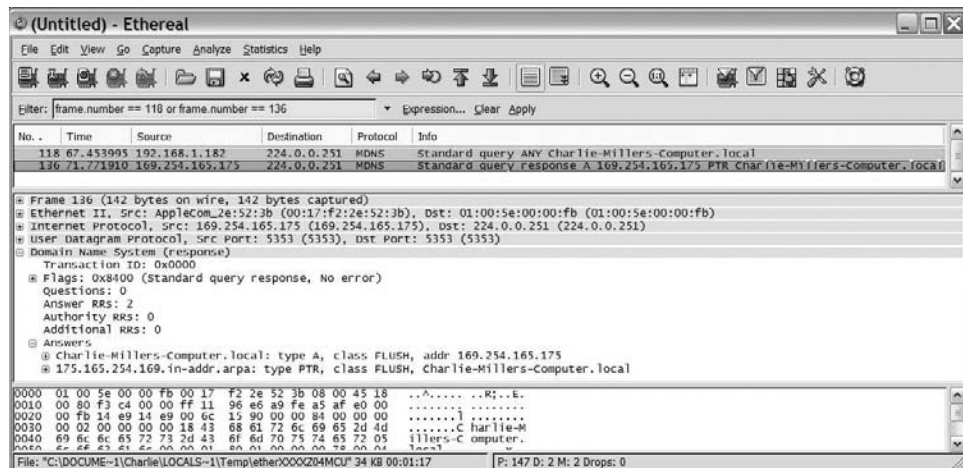 (Untitled) - Ethereal
File Edit View Go Capture Analyze Statistics Help
Filter: frame.number == 118 or frame.number == 136 Expression... Clear Apply
No. . Time Source Destination Protocol Info
118 67.453995 192.168.1.182 224.0.0.251 MDNS Standard query ANY Charlie-Millers-Computer.local
136 71.771910 169.254.165.175 224.0.0.251 MDNS Standard query response A 169.254.165.175 PTR Charlie-Millers-Computer.local
Frame 136 (142 bytes on wire, 142 bytes captured)
Ethernet II, Src: AppleCom_2e:52:3b (00:17:f2:2e:52:3b), Dst: 01:00:5e:00:00:fb (01:00:5e:00:00:fb)
Internet Protocol, Src: 169.254.165.175 (169.254.165.175), Dst: 224.0.0.251 (224.0.0.251)
User Datagram Protocol, Src Port: 5353 (5353), Dst Port: 5353 (5353)
Domain Name System (response)
Transaction ID: 0x0000
Flags: 0x8400 (Standard query response, No error)
Questions: 0
Answer RRs: 2
Authority RRs: 0
Additional RRs: 0
Answers
Charlie-Millers-Computer.local: type A, class FLUSH, addr 169.254.165.175
175.165.254.169.in-addr.arpa: type PTR, class FLUSH, Charlie-Millers-Computer.local
0000 01 00 5e 00 00 fb 00 17 f2 2e 52 3b 08 00 45 18 ..^..... ..R;..E.
0010 00 80 f3 c4 00 00 ff 11 96 e6 a9 fe a5 af e0 00 ........ ........
0020 00 fb 14 e9 14 e9 00 6c 15 90 00 00 84 00 00 00 .......l ........
0030 00 02 00 00 00 00 18 43 68 61 72 6c 69 65 2d 4d .......C harlie-M
0040 69 6c 6c 65 72 73 2d 43 6f 6d 70 75 74 65 72 05 illers-C omputer.
File: "C:\DOCUME~1\Charlie\LOCALS~1\Temp\etherXXXXZ04MCU" 34 KB 00:01:17 P: 147 D: 2 M: 2 Drops: 0